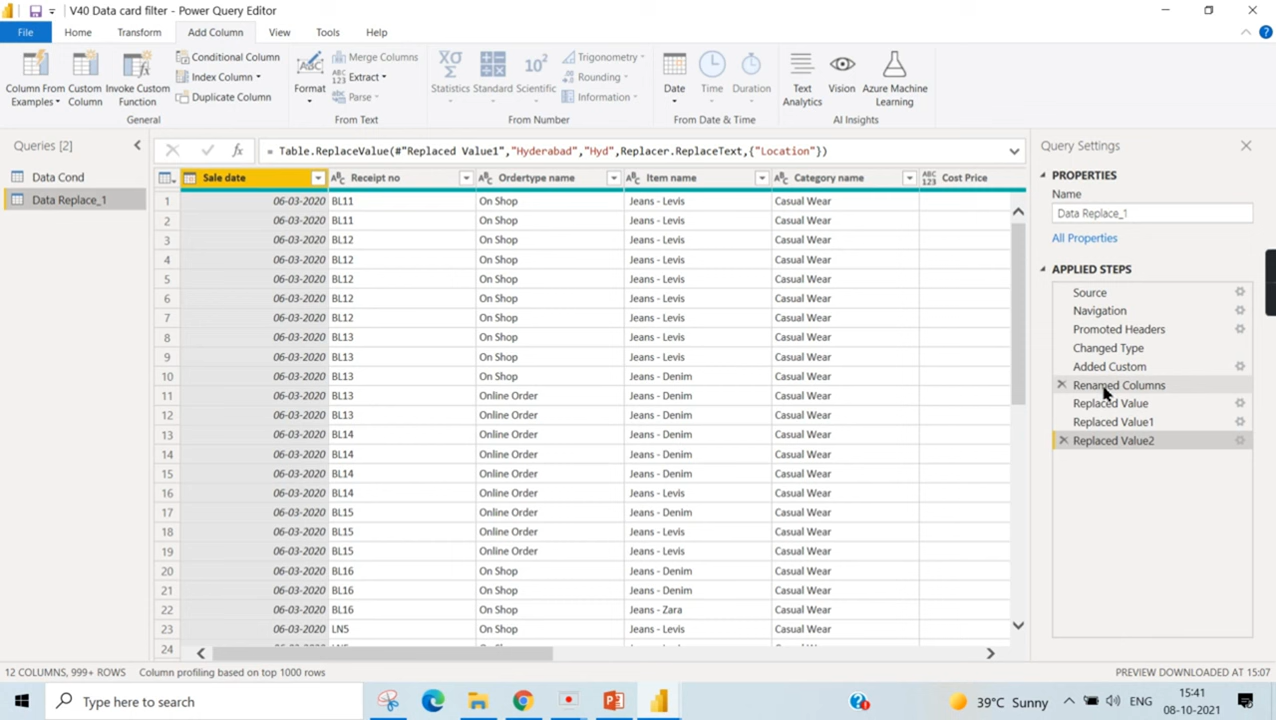 V40 Data card filter - Power Query Editor
File Home Transform Add Column View Tools Help
Column From Examples
Custom Column
Invoke Custom Function
Conditional Column
Index Column
Duplicate Column
General
Format
Merge Columns
Extract
Parse
From Text
Statistics
Standard
Scientific
Trigonometry
Rounding
Information
From Number
Date
Time
Duration
From Date & Time
Text Analytics
Vision
Azure Machine Learning
AI Insights
Queries [2]
Data Cond
Data Replace_1
= Table.ReplaceValue(#"Replaced Value1","Hyderabad","Hyd",Replacer.ReplaceText,{"Location"})
Sale date Receipt no Ordertype name Item name Category name Cost Price
1 06-03-2020 BL11 On Shop Jeans - Levis Casual Wear
2 06-03-2020 BL11 On Shop Jeans - Levis Casual Wear
3 06-03-2020 BL12 On Shop Jeans - Levis Casual Wear
4 06-03-2020 BL12 On Shop Jeans - Levis Casual Wear
5 06-03-2020 BL12 On Shop Jeans - Levis Casual Wear
6 06-03-2020 BL12 On Shop Jeans - Levis Casual Wear
7 06-03-2020 BL12 On Shop Jeans - Levis Casual Wear
8 06-03-2020 BL13 On Shop Jeans - Levis Casual Wear
9 06-03-2020 BL13 On Shop Jeans - Levis Casual Wear
10 06-03-2020 BL13 On Shop Jeans - Denim Casual Wear
11 06-03-2020 BL13 Online Order Jeans - Denim Casual Wear
12 06-03-2020 BL13 Online Order Jeans - Denim Casual Wear
13 06-03-2020 BL14 Online Order Jeans - Denim Casual Wear
14 06-03-2020 BL14 Online Order Jeans - Denim Casual Wear
15 06-03-2020 BL14 Online Order Jeans - Denim Casual Wear
16 06-03-2020 BL14 Online Order Jeans - Levis Casual Wear
17 06-03-2020 BL15 Online Order Jeans - Denim Casual Wear
18 06-03-2020 BL15 Online Order Jeans - Levis Casual Wear
19 06-03-2020 BL15 Online Order Jeans - Levis Casual Wear
20 06-03-2020 BL16 On Shop Jeans - Denim Casual Wear
21 06-03-2020 BL16 On Shop Jeans - Denim Casual Wear
22 06-03-2020 BL16 On Shop Jeans - Zara Casual Wear
23 06-03-2020 LN5 On Shop Jeans - Levis Casual Wear
24
Query Settings
PROPERTIES
Name
Data Replace_1
All Properties
APPLIED STEPS
Source
Navigation
Promoted Headers
Changed Type
Added Custom
Renamed Columns
Replaced Value
Replaced Value1
Replaced Value2
12 COLUMNS, 999+ ROWS Column profiling based on top 1000 rows PREVIEW DOWNLOADED AT 15:07
Type here to search
39°C Sunny
ENG
15:41
08-10-2021